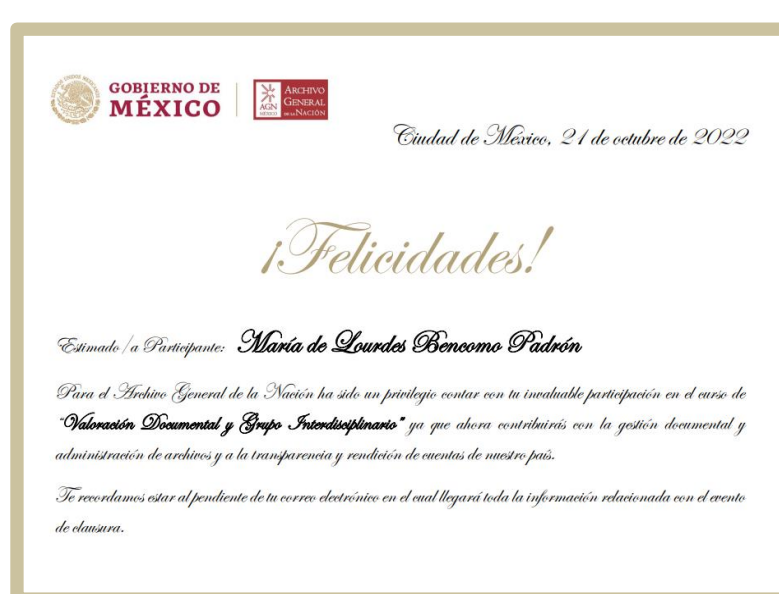 GOBIERNO DE
MÉXICO
AGN
MÉXICO
ARCHIVO
GENERAL
DE LA NACIÓN
Ciudad de México, 21 de octubre de 2022
¡Felicidades!
Estimado/a Participante: María de Lourdes Bencomo Padrón
Para el Archivo General de la Nación ha sido un privilegio contar con tu invaluable participación en el curso de
"Valoración Documental y Grupo Interdisciplinario" ya que ahora contribuirás con la gestión documental y
administración de archivos y a la transparencia y rendición de cuentas de nuestro país.
Te recordamos estar al pendiente de tu correo electrónico en el cual llegará toda la información relacionada con el evento
de clausura.